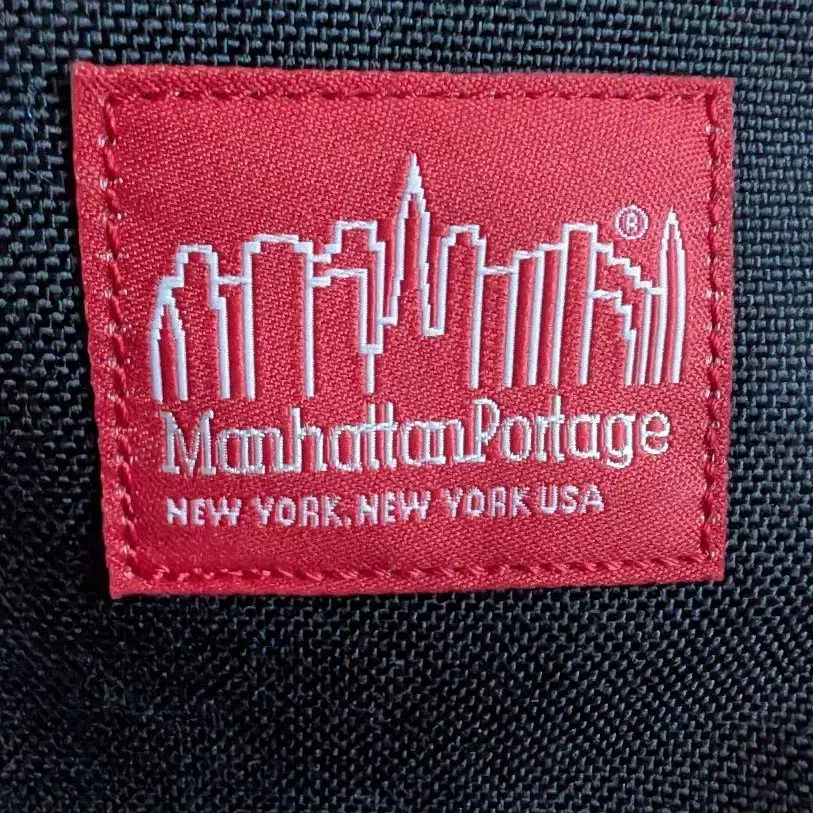 ®
ManhattanPortage
NEW YORK, NEW YORK USA